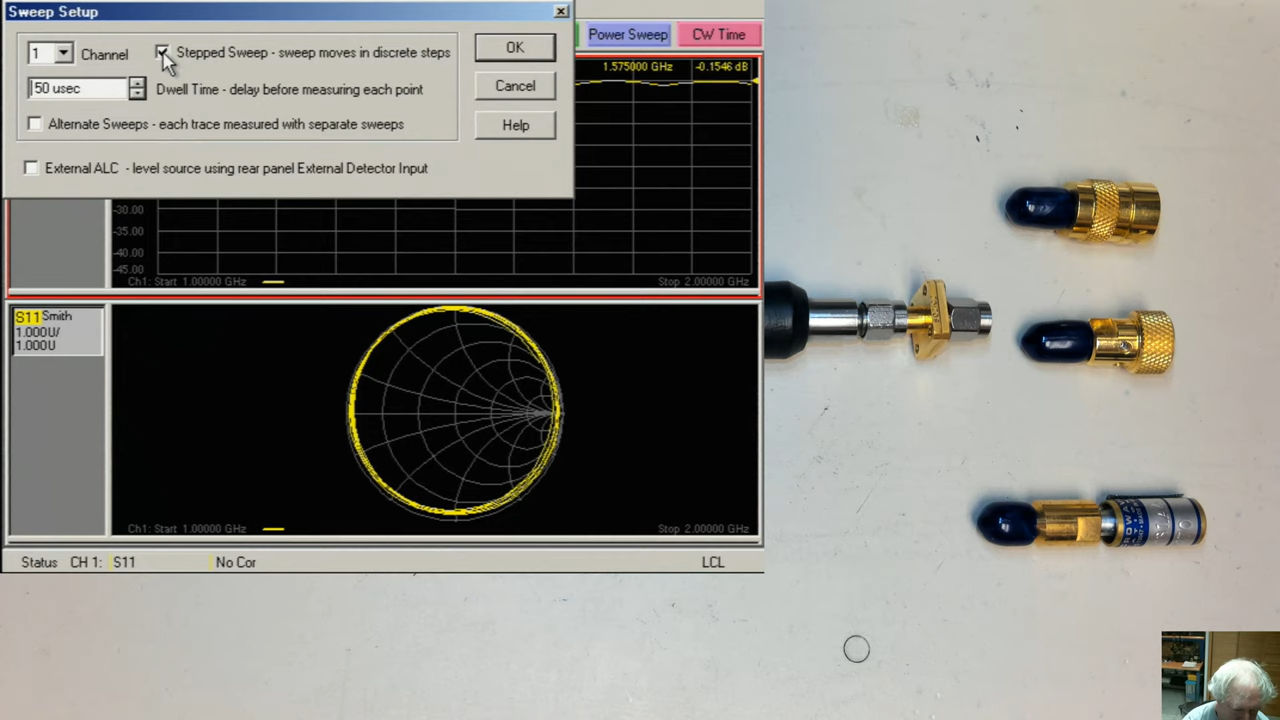 Sweep Setup
1 Channel
Stepped Sweep - sweep moves in discrete steps
50 usec
Dwell Time - delay before measuring each point
Alternate Sweeps - each trace measured with separate sweeps
External ALC - level source using rear panel External Detector Input
OK
Cancel
Help
Power Sweep
CW Time
1.575000 GHz -0.1546 dB
-30.00
-35.00
-40.00
-45.00
Ch1: Start 1.00000 GHz
Stop 2.00000 GHz
S11 Smith
1.000U/
1.000U
Ch1: Start 1.00000 GHz
Stop 2.00000 GHz
Status CH 1: S11 No Cor LCL